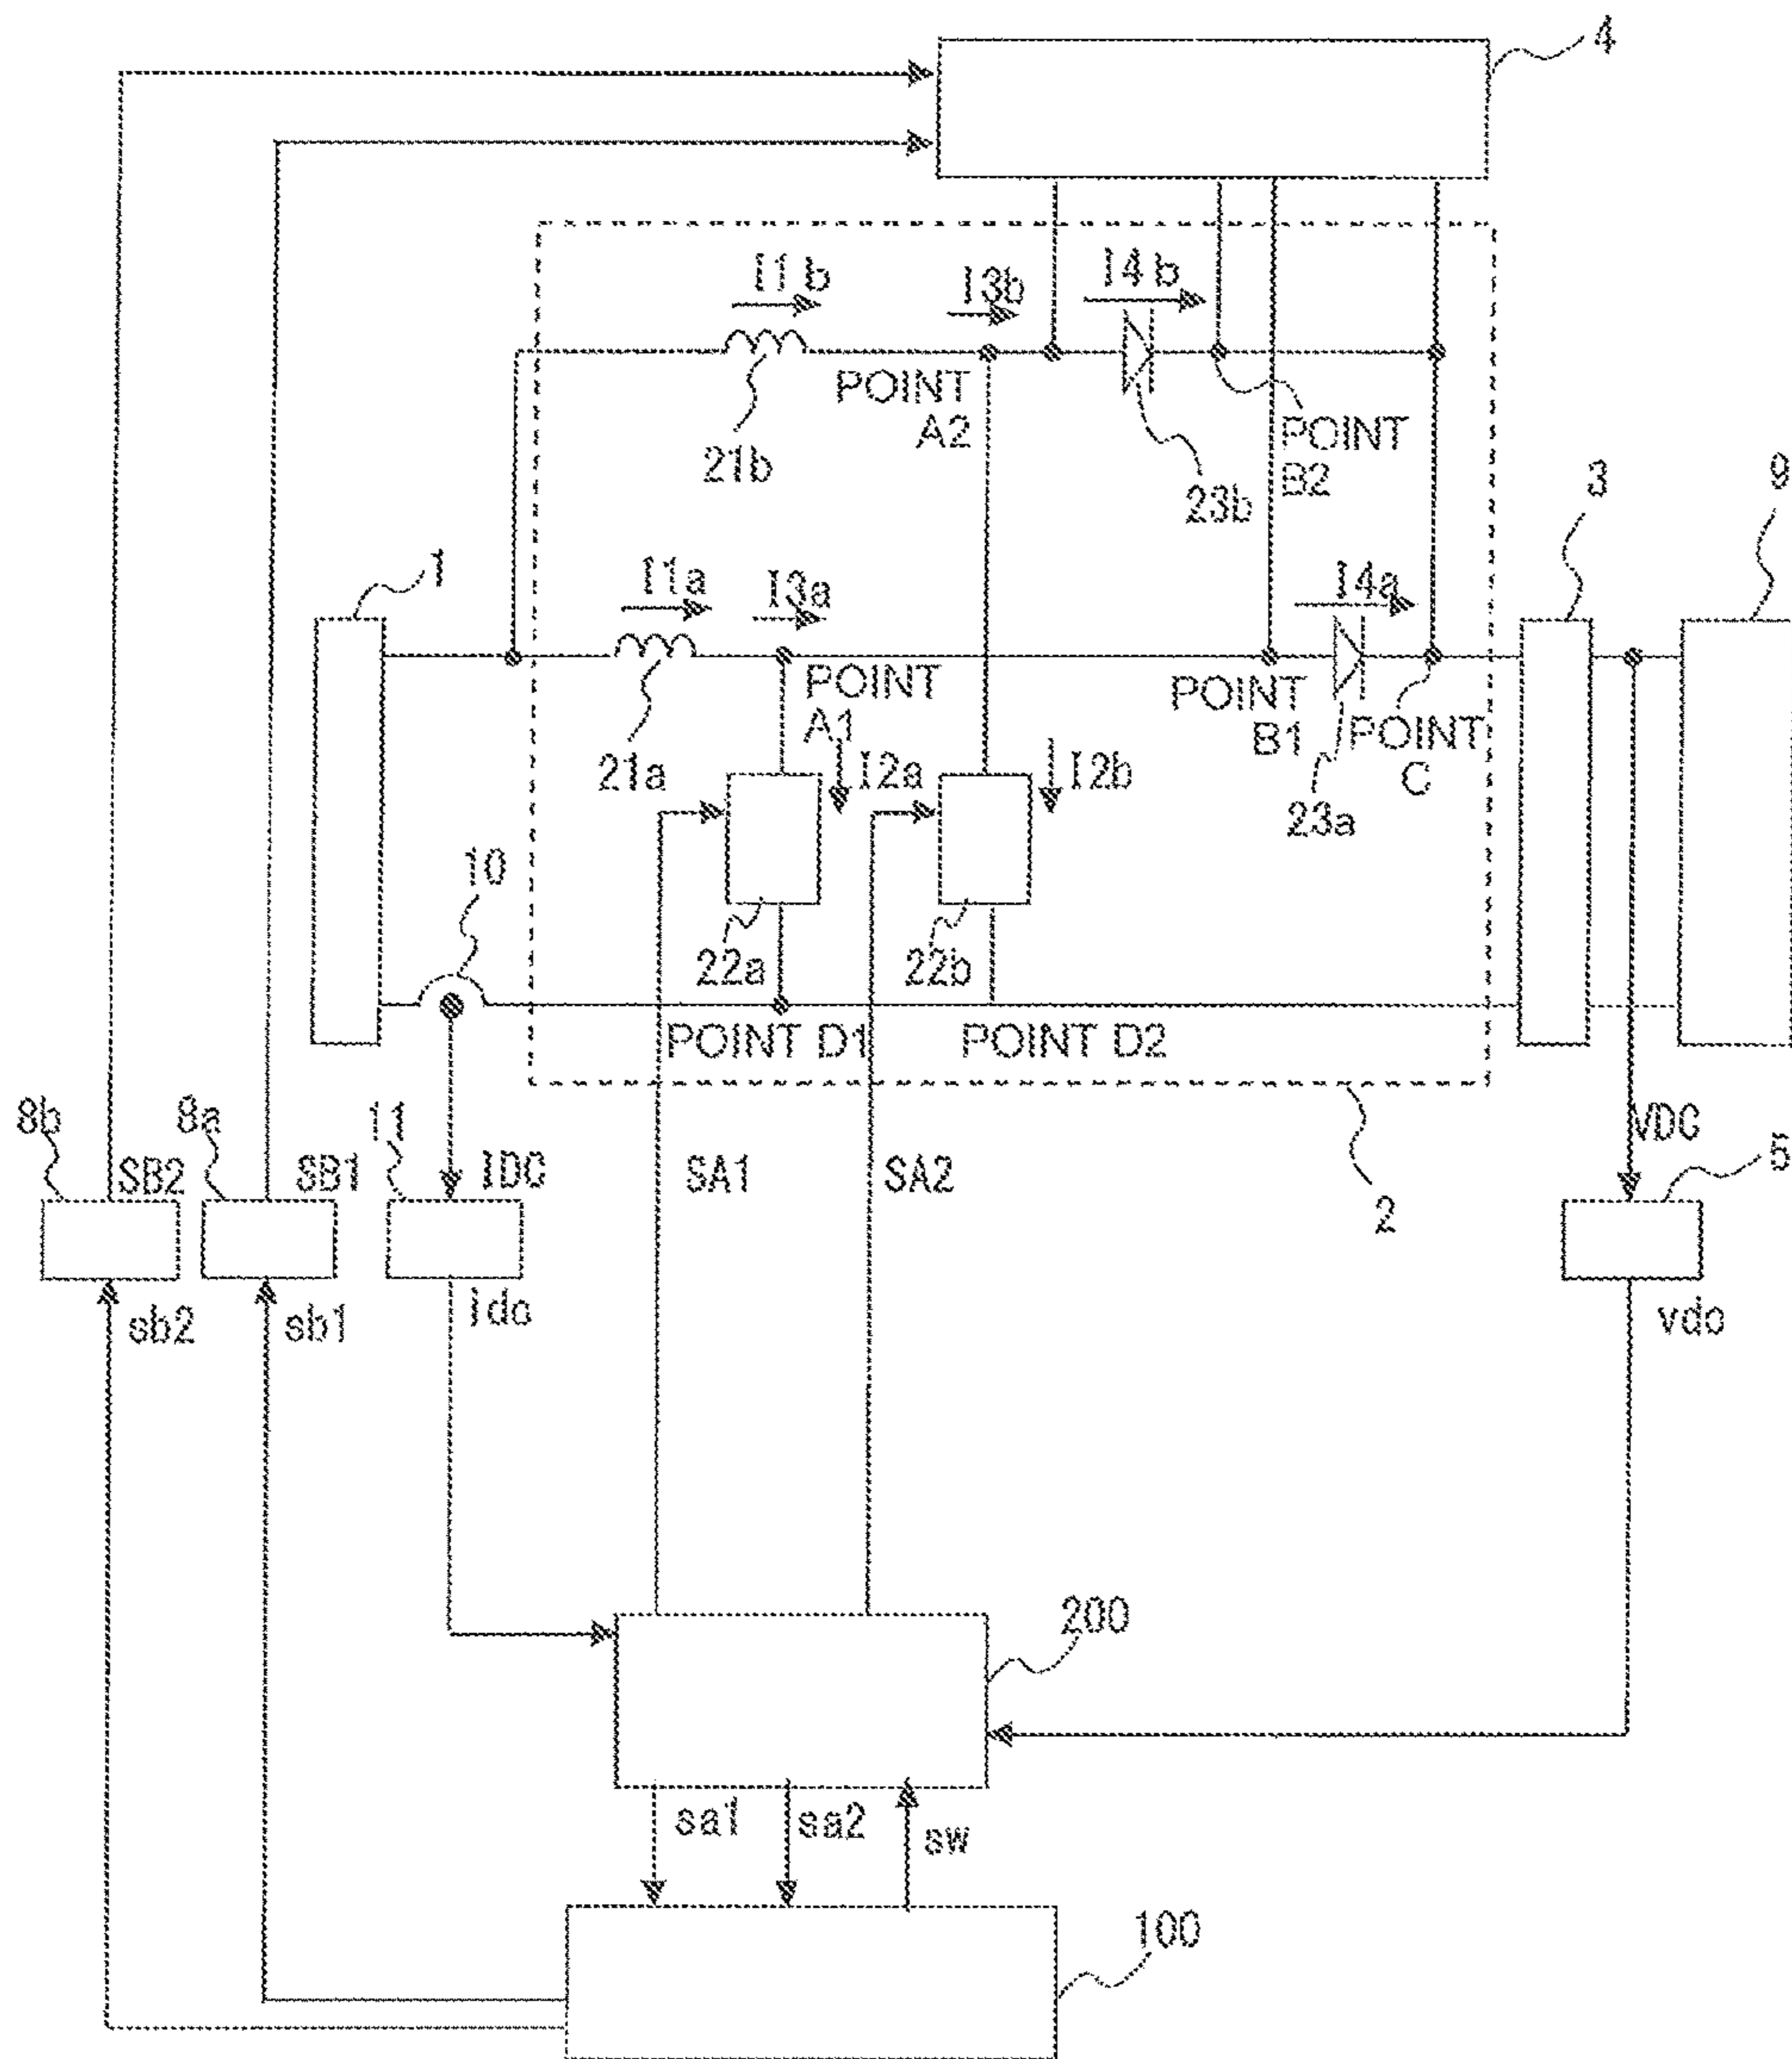 4
I1b
I3b
I4b
POINT
A2
POINT
B2
21b
23b
3
9
1
I1a
I3a
I4a
POINT
A1
POINT
B1
POINT
C
21a
I2a
I2b
23a
10
22a
22b
POINT D1
POINT D2
8b
8a
11
SB2
SB1
IDC
SA1
SA2
VDC
5
2
sb2
sb1
idc
vdc
200
sa1
sa2
sw
100